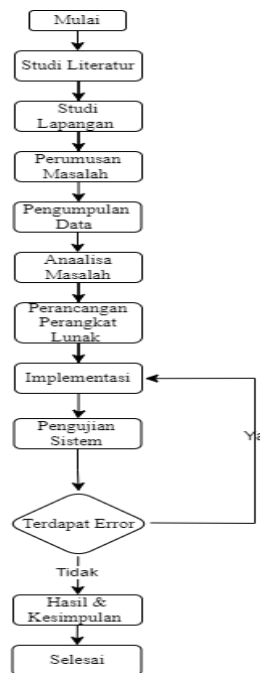 Mulai
Studi Literatur
Studi
Lapangan
Perumusan
Masalah
Pengumpulan
Data
Anaalisa
Masalah
Perancangan
Perangkat
Lunak
Implementasi
Pengujian
Sistem
Ya
Terdapat Error
Tidak
Hasil &
Kesimpulan
Selesai